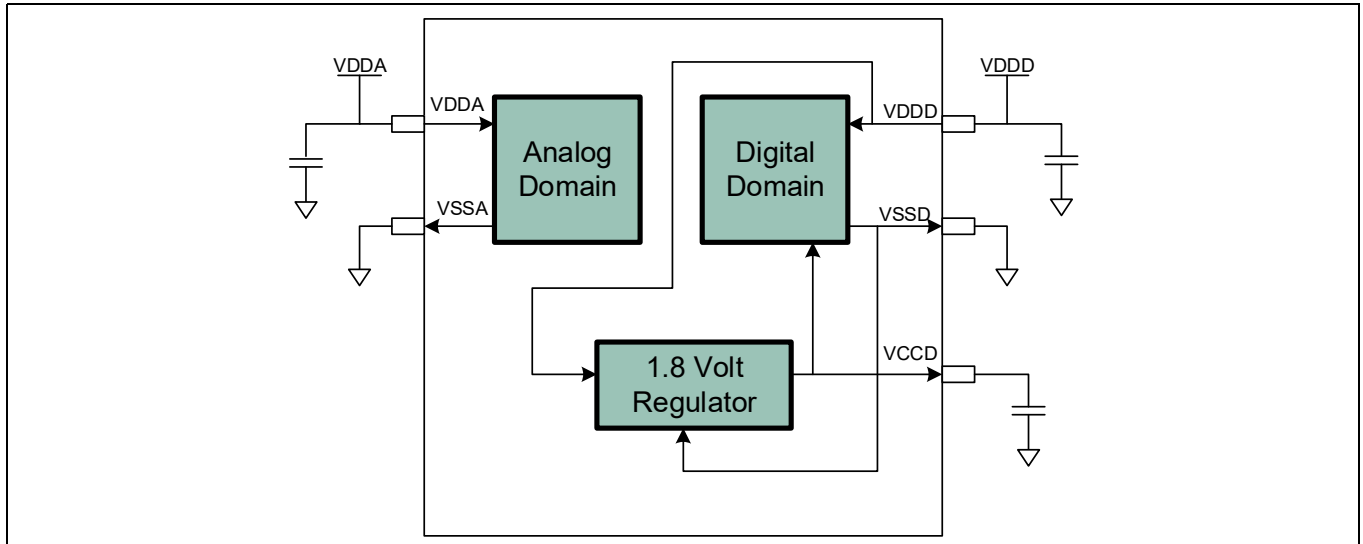 VDDA
VDDD
VDDA
VDDD
Analog
Domain
Digital
Domain
VSSA
VSSD
1.8 Volt
Regulator
VCCD